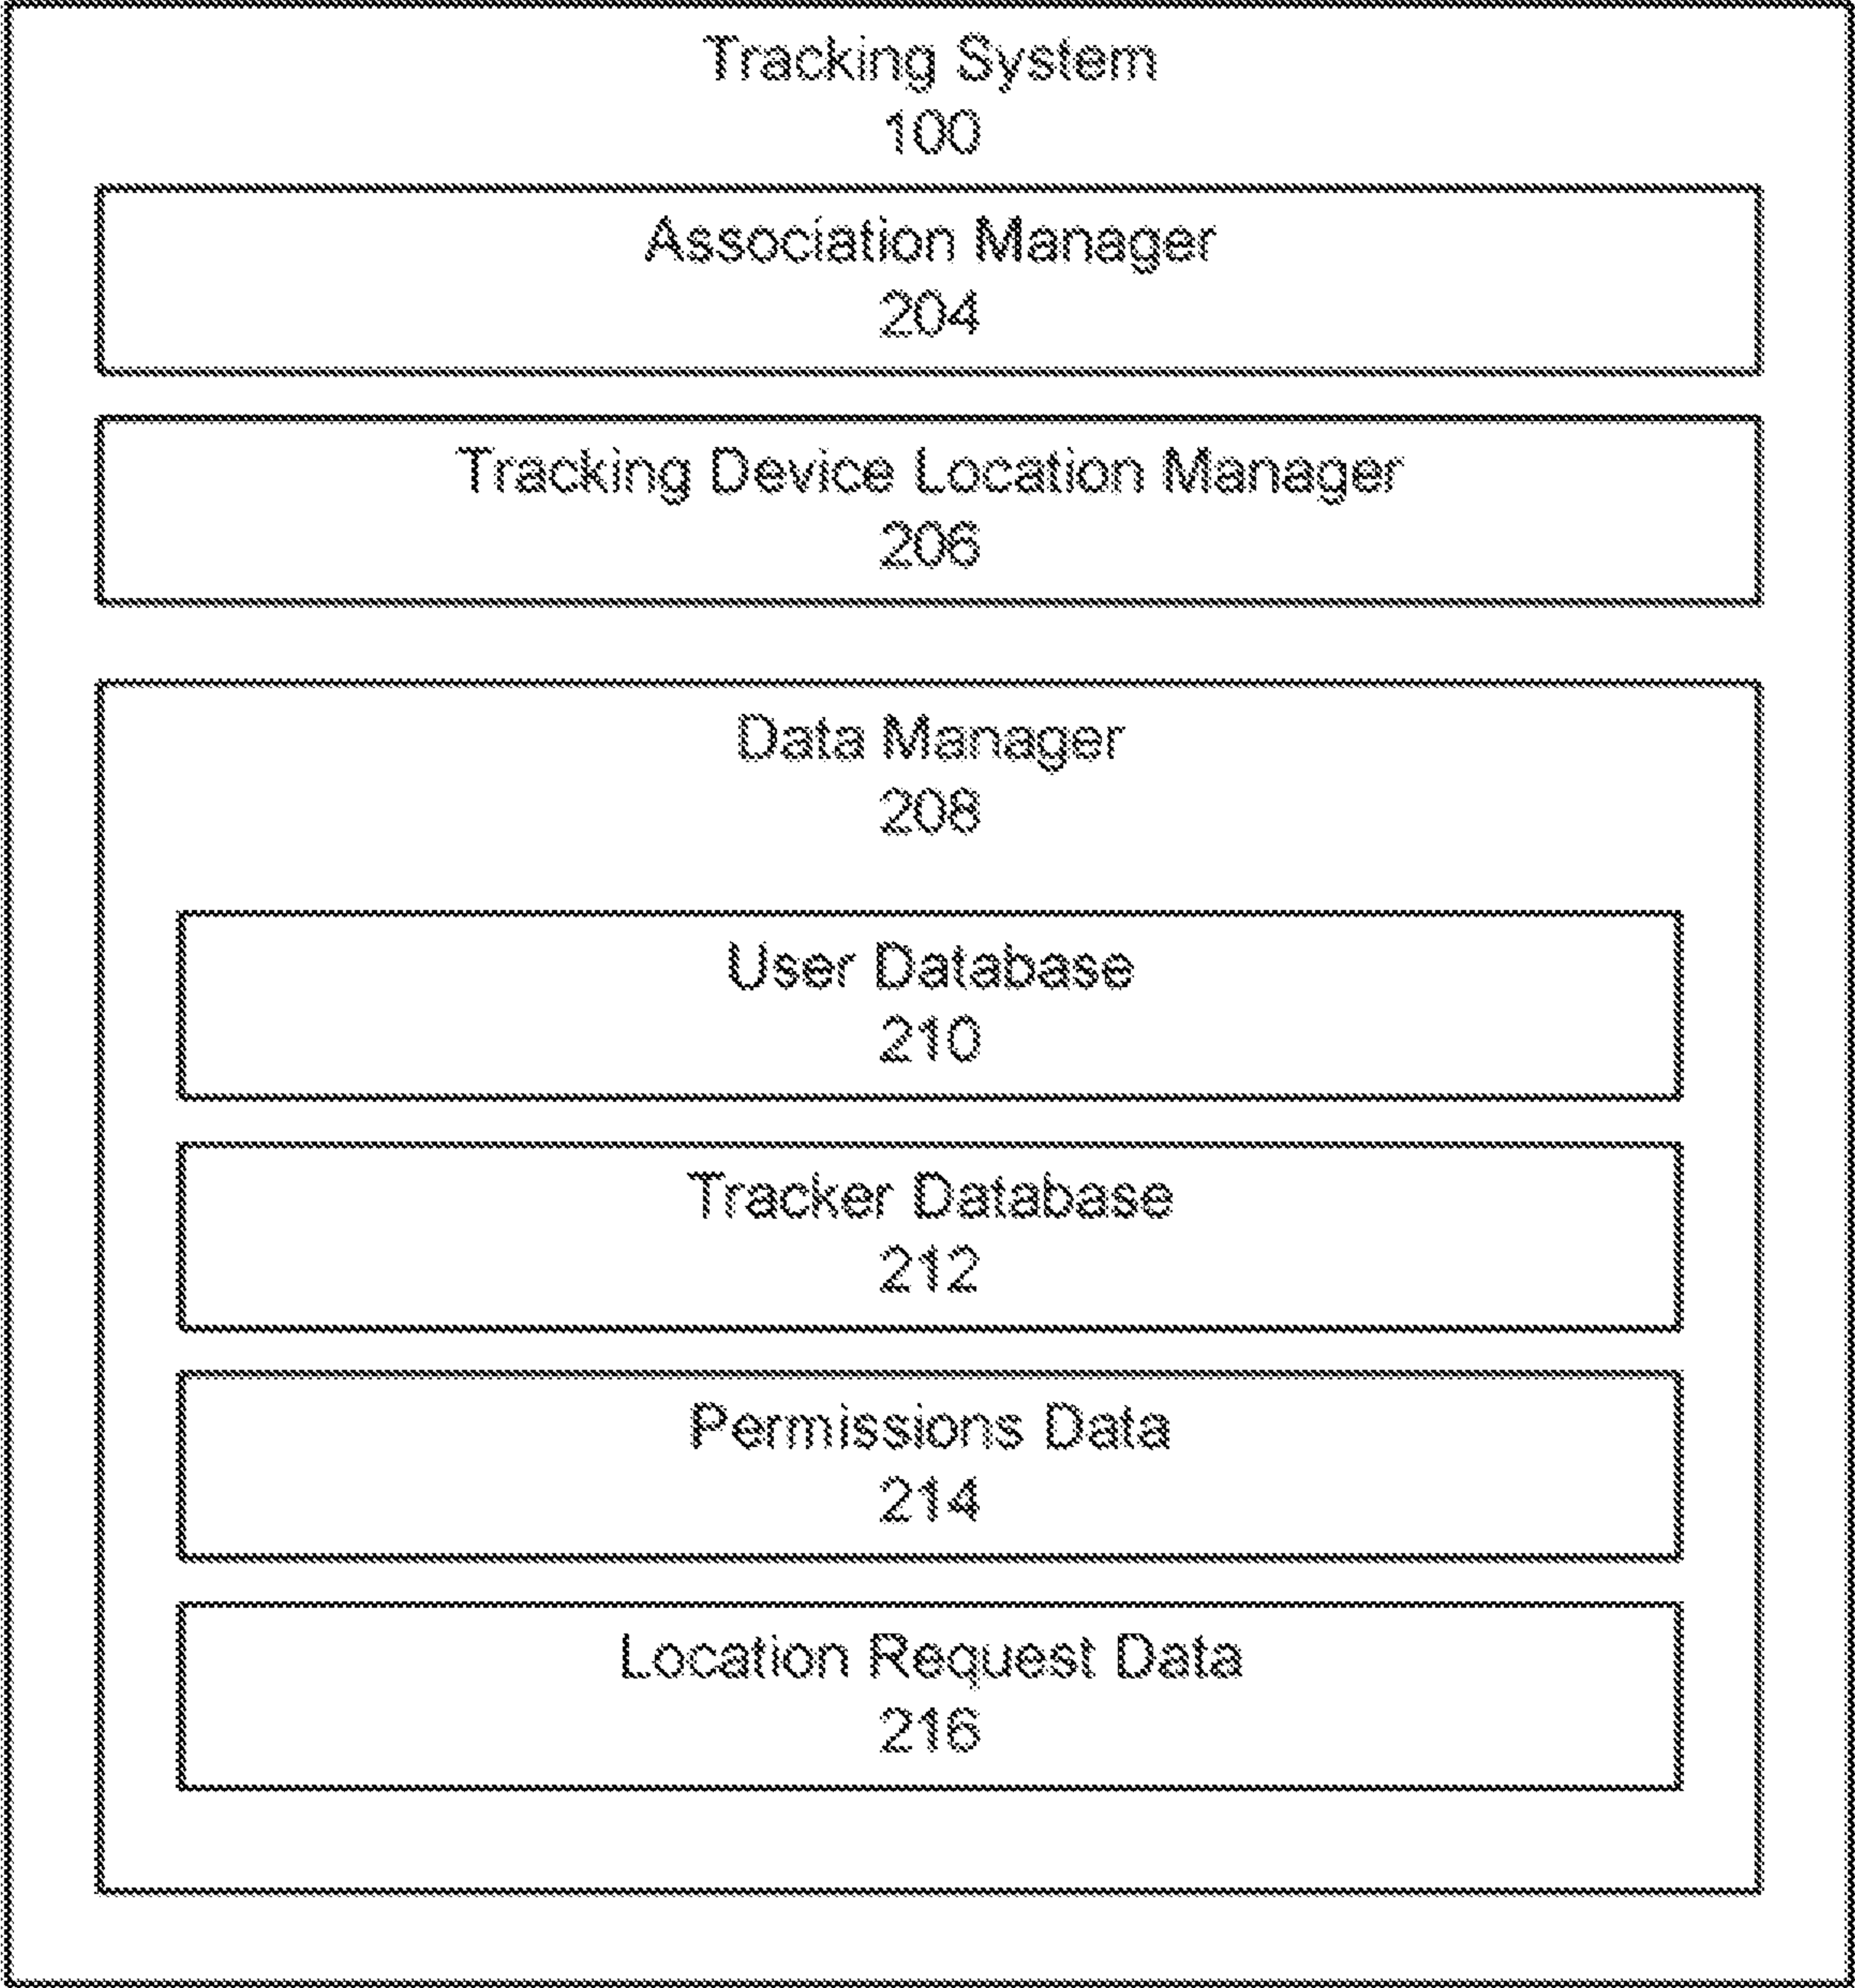 Tracking System
100
Association Manager
204
Tracking Device Location Manager
206
Data Manager
208
User Database
210
Tracker Database
212
Permissions Data
214
Location Request Data
216